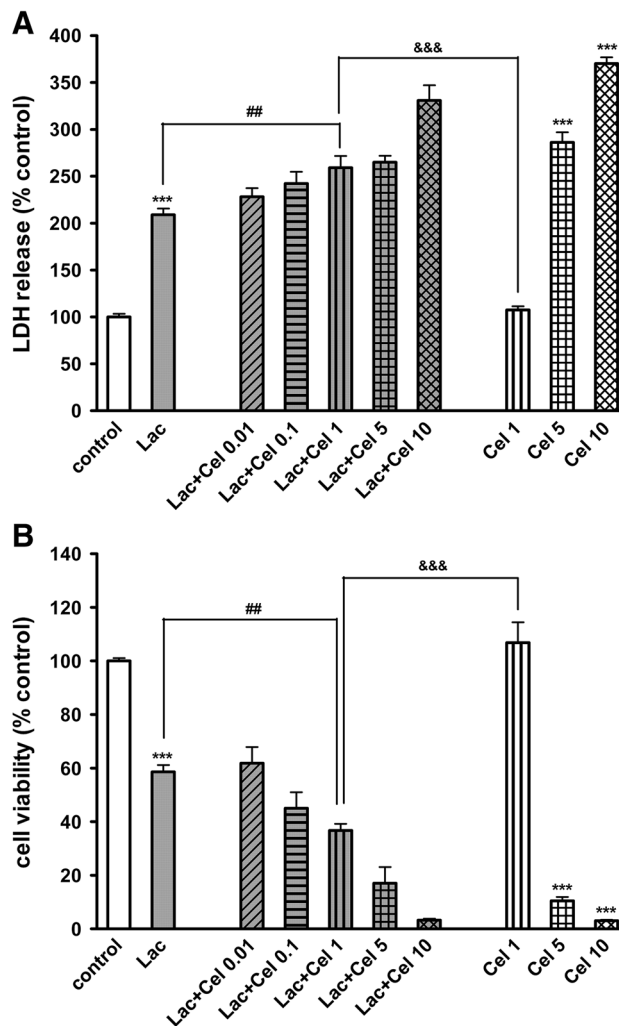 A
LDH release (% control)
400
350
300
250
200
150
100
50
0
***
##
&&&
***
***
control
Lac
Lac+Cel 0.01
Lac+Cel 0.1
Lac+Cel 1
Lac+Cel 5
Lac+Cel 10
Cel 1
Cel 5
Cel 10
B
cell viability (% control)
140
120
100
80
60
40
20
0
***
##
&&&
***
***
control
Lac
Lac+Cel 0.01
Lac+Cel 0.1
Lac+Cel 1
Lac+Cel 5
Lac+Cel 10
Cel 1
Cel 5
Cel 10